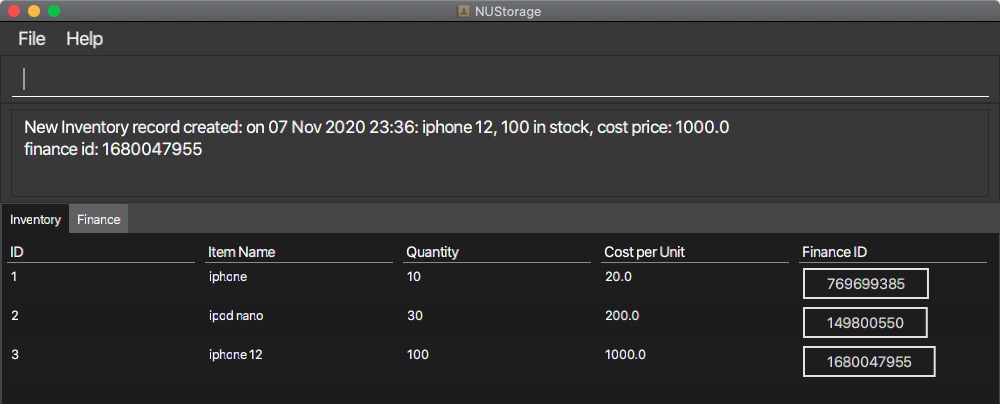 NUStorage
File Help
New Inventory record created: on 07 Nov 2020 23:36: iphone 12, 100 in stock, cost price: 1000.0
finance id: 1680047955
Inventory Finance
ID Item Name Quantity Cost per Unit Finance ID
1 iphone 10 20.0 769699385
2 ipod nano 30 200.0 149800550
3 iphone 12 100 1000.0 1680047955